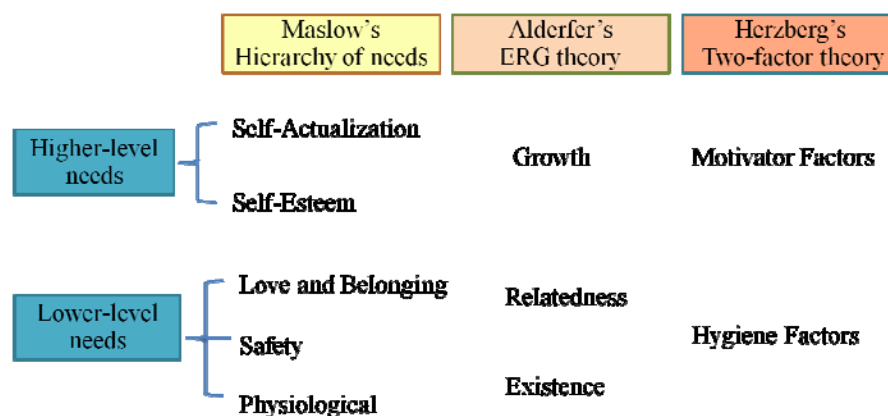 Maslow's
Hierarchy of needs
Alderfer's
ERG theory
Herzberg's
Two-factor theory
Higher-level
needs
Self-Actualization
Growth
Motivator Factors
Self-Esteem
Lower-level
needs
Love and Belonging
Relatedness
Safety
Hygiene Factors
Physiological
Existence